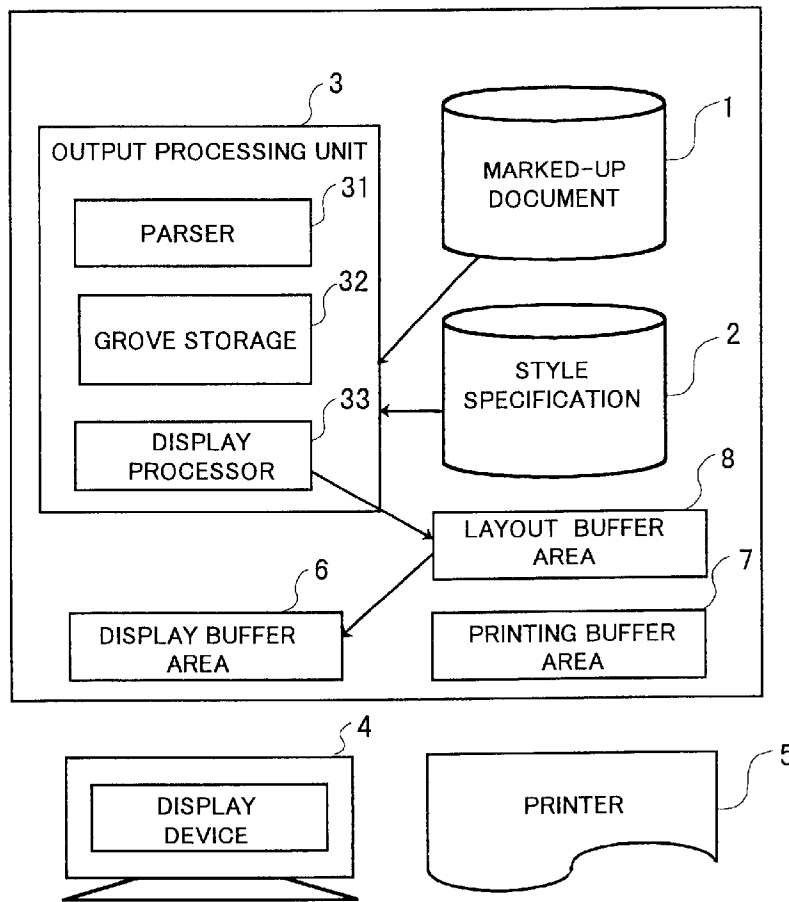 3
1
OUTPUT PROCESSING UNIT
31
PARSER
MARKED-UP
DOCUMENT
32
GROVE STORAGE
2
STYLE
SPECIFICATION
33
DISPLAY
PROCESSOR
8
LAYOUT BUFFER
AREA
6
DISPLAY BUFFER
AREA
7
PRINTING BUFFER
AREA
4
DISPLAY
DEVICE
5
PRINTER